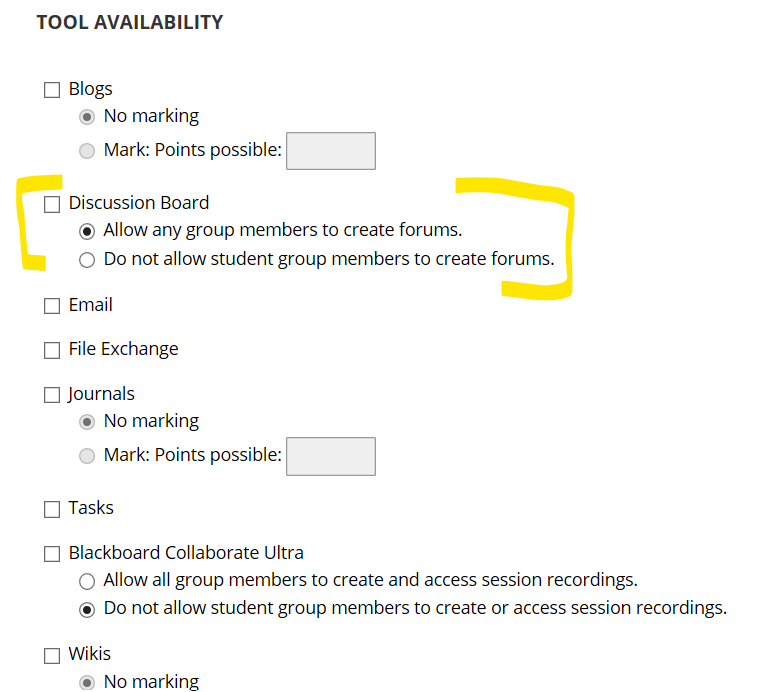 TOOL AVAILABILITY
Blogs
No marking
Mark: Points possible:
Discussion Board
Allow any group members to create forums.
Do not allow student group members to create forums.
Email
File Exchange
Journals
No marking
Mark: Points possible:
Tasks
Blackboard Collaborate Ultra
Allow all group members to create and access session recordings.
Do not allow student group members to create or access session recordings.
Wikis
No marking